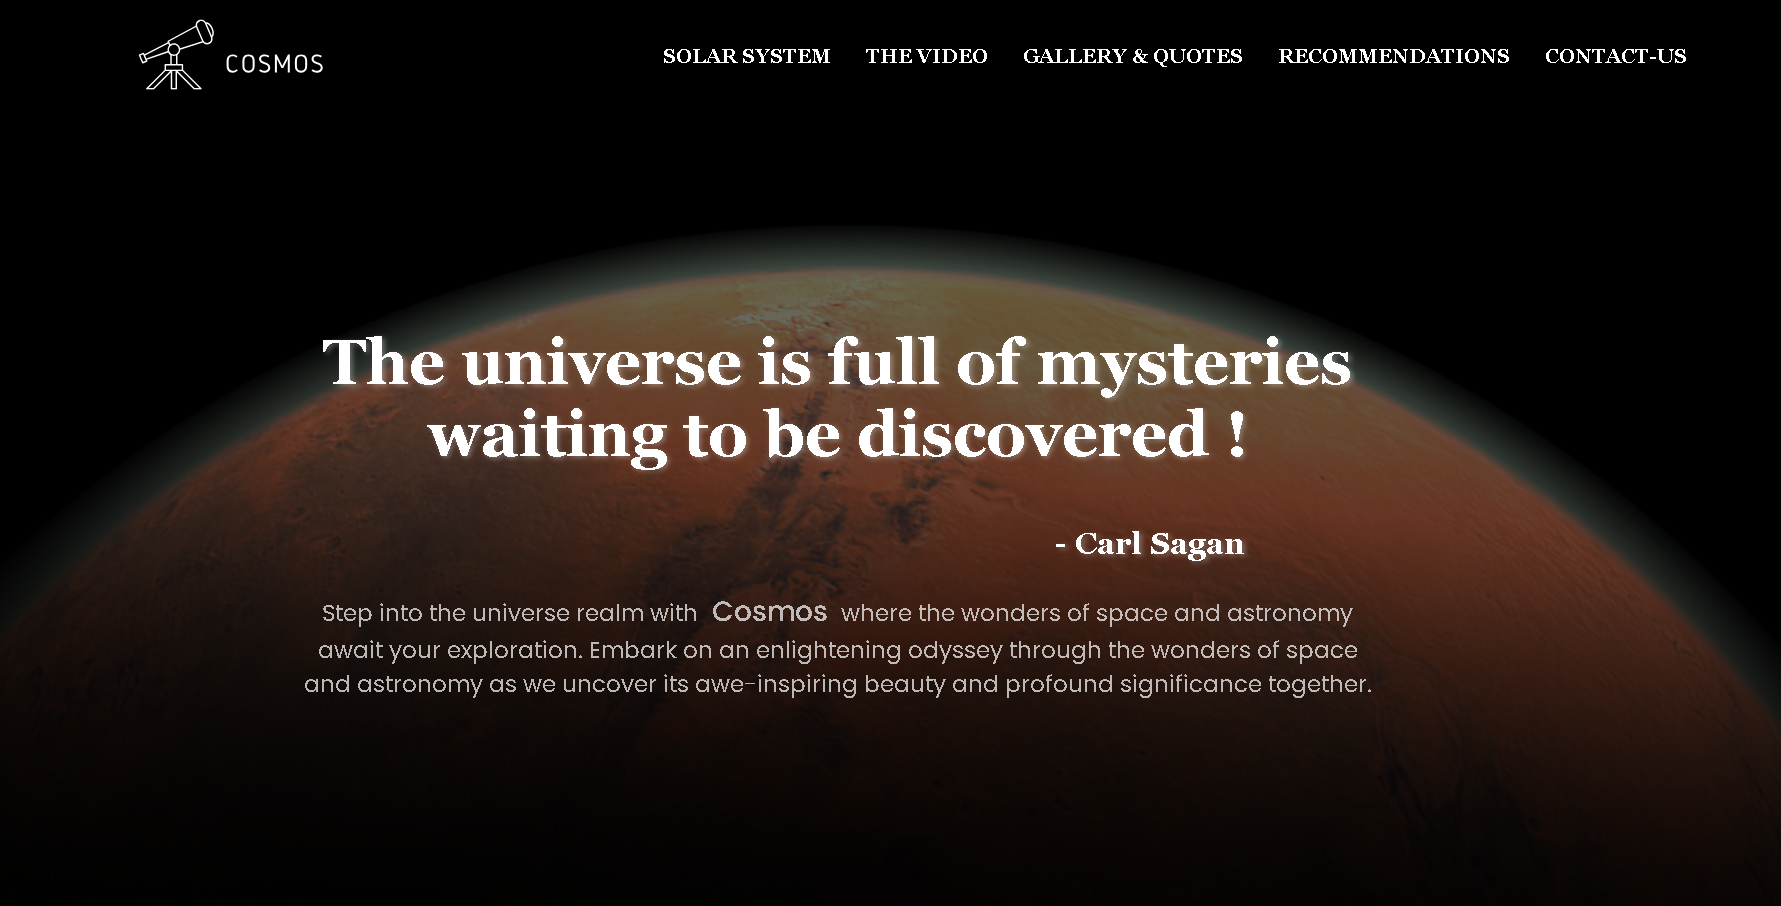 COSMOS
SOLAR SYSTEM THE VIDEO GALLERY & QUOTES RECOMMENDATIONS CONTACT-US
The universe is full of mysteries
waiting to be discovered !
- Carl Sagan
Step into the universe realm with Cosmos where the wonders of space and astronomy
await your exploration. Embark on an enlightening odyssey through the wonders of space
and astronomy as we uncover its awe-inspiring beauty and profound significance together.